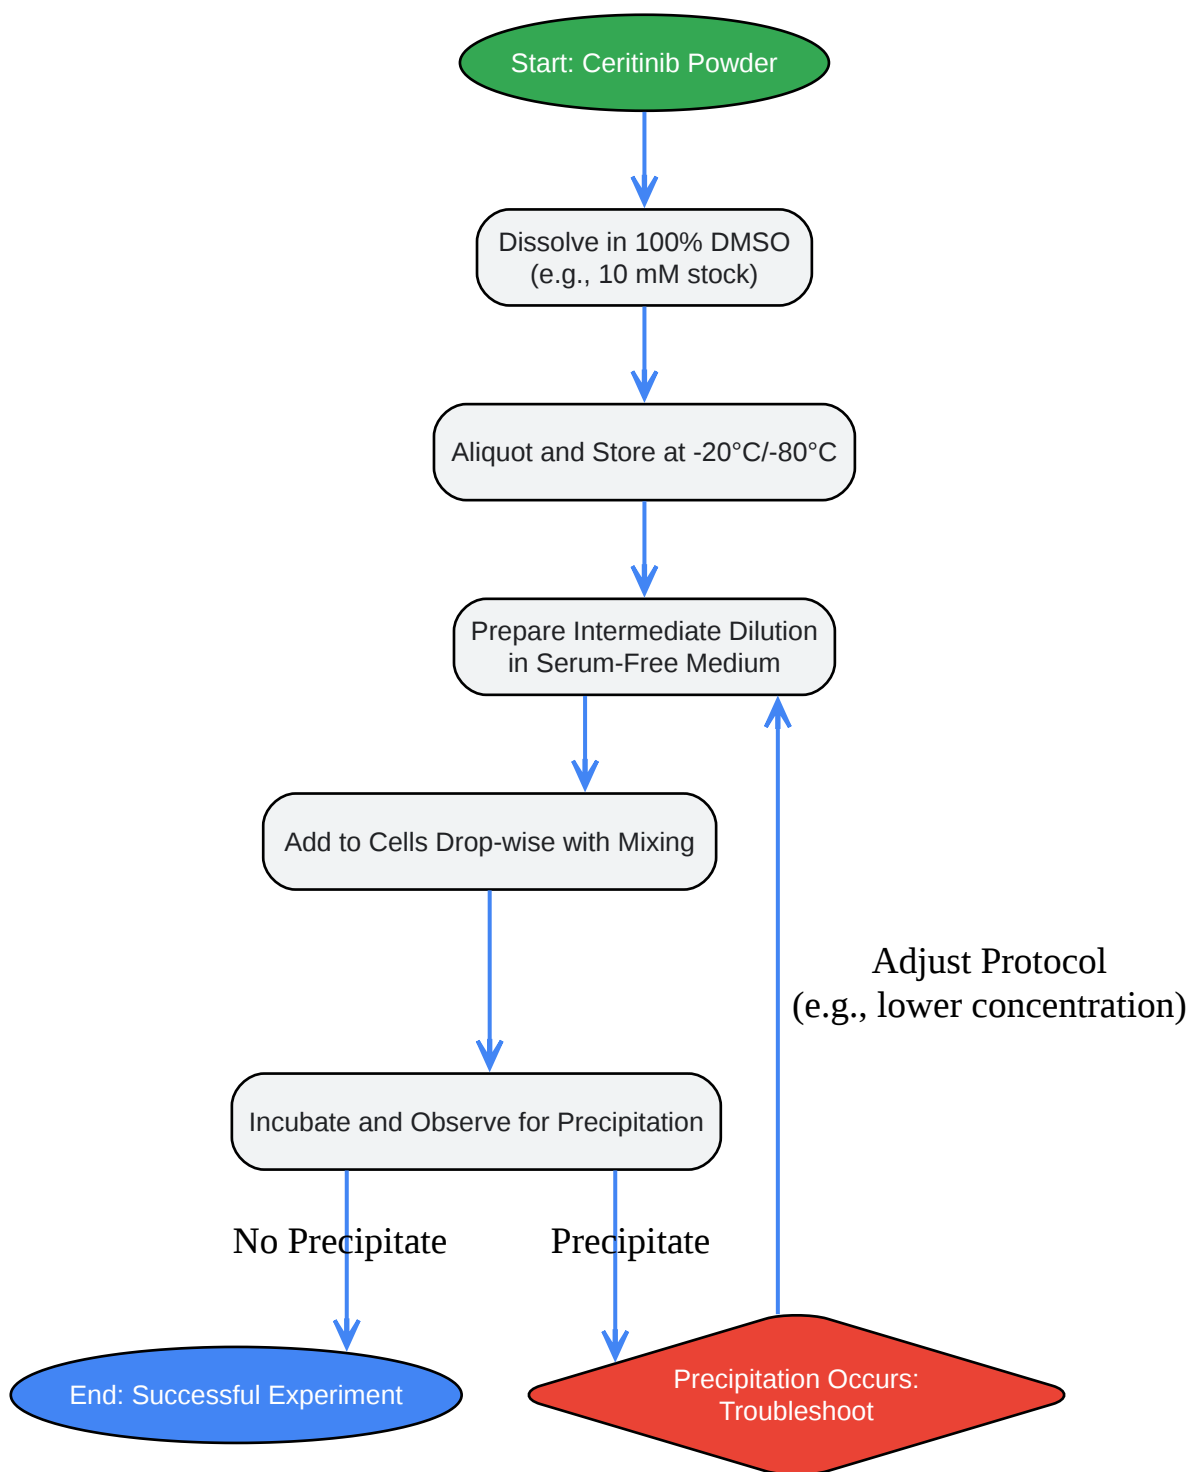 Start: Ceritinib Powder
Dissolve in 100% DMSO
(e.g., 10 mM stock)
Aliquot and Store at -20°C/-80°C
Prepare Intermediate Dilution
in Serum-Free Medium
Add to Cells Drop-wise with Mixing
Adjust Protocol
(e.g., lower concentration)
Incubate and Observe for Precipitation
No Precipitate
Precipitate
End: Successful Experiment
Precipitation Occurs:
Troubleshoot